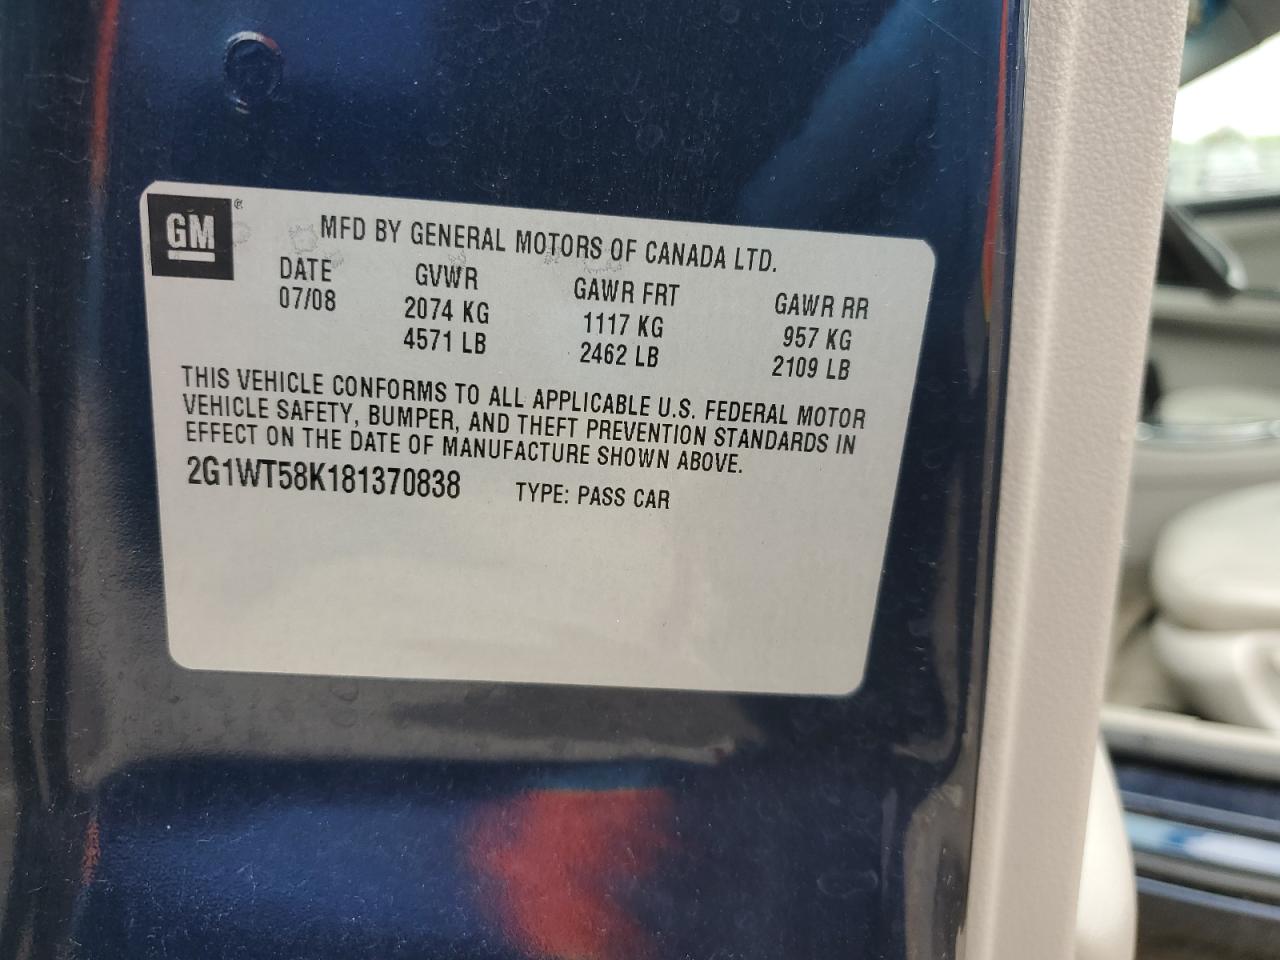 GM®
MFD BY GENERAL MOTORS OF CANADA LTD.
DATE GVWR GAWR FRT GAWR RR
07/08 2074 KG 1117 KG 957 KG
4571 LB 2462 LB 2109 LB
THIS VEHICLE CONFORMS TO ALL APPLICABLE U.S. FEDERAL MOTOR
VEHICLE SAFETY, BUMPER, AND THEFT PREVENTION STANDARDS IN
EFFECT ON THE DATE OF MANUFACTURE SHOWN ABOVE.
2G1WT58K181370838 TYPE: PASS CAR